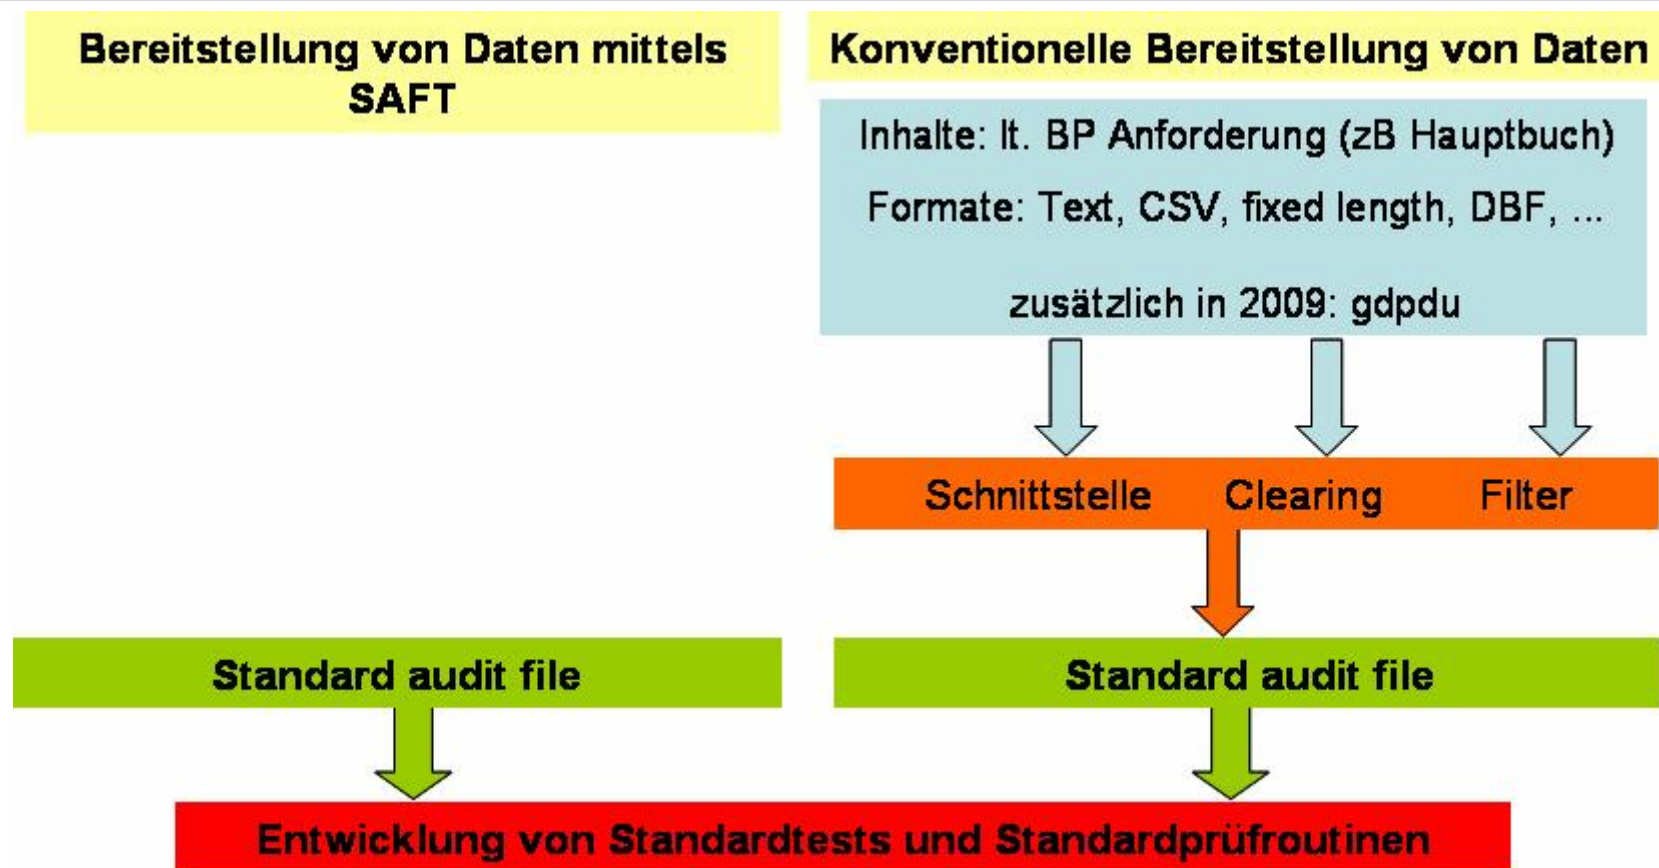 Bereitstellung von Daten mittels
SAFT
Konventionelle Bereitstellung von Daten
Inhalte: lt. BP Anforderung (zB Hauptbuch)
Formate: Text, CSV, fixed length, DBF, ...
zusätzlich in 2009: gdpdu
Schnittstelle Clearing Filter
Standard audit file
Standard audit file
Entwicklung von Standardtests und Standardprüfroutinen